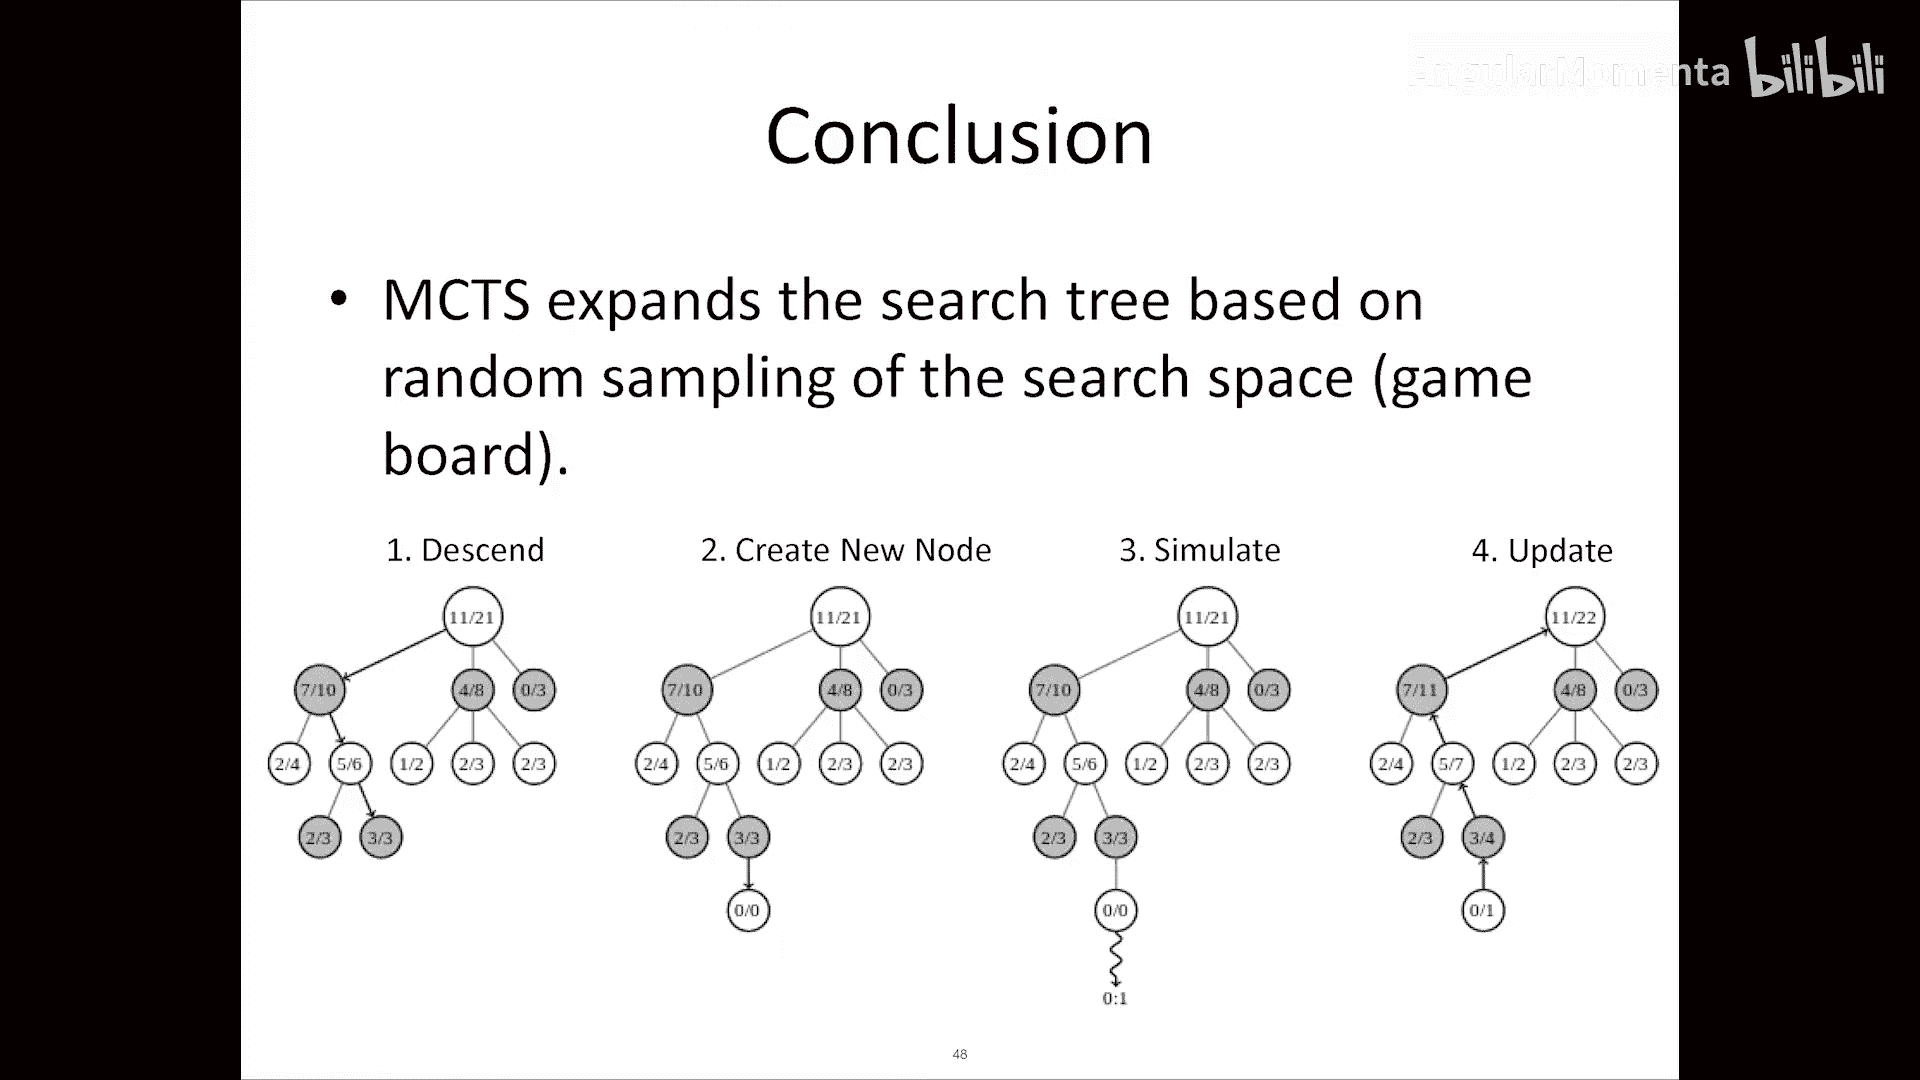 AngularMomenta bilibili
Conclusion
• MCTS expands the search tree based on
random sampling of the search space (game
board).
1. Descend 2. Create New Node 3. Simulate 4. Update
11/21 11/21 11/21 11/22
7/10 4/8 0/3 7/10 4/8 0/3 7/10 4/8 0/3 7/11 4/8 0/3
2/4 5/6 1/2 2/3 2/3 2/4 5/6 1/2 2/3 2/3 2/4 5/6 1/2 2/3 2/3 2/4 5/7 1/2 2/3 2/3
2/3 3/3 2/3 3/3 2/3 3/3 2/3 3/4
0/0 0/0 0/1
0:1
48